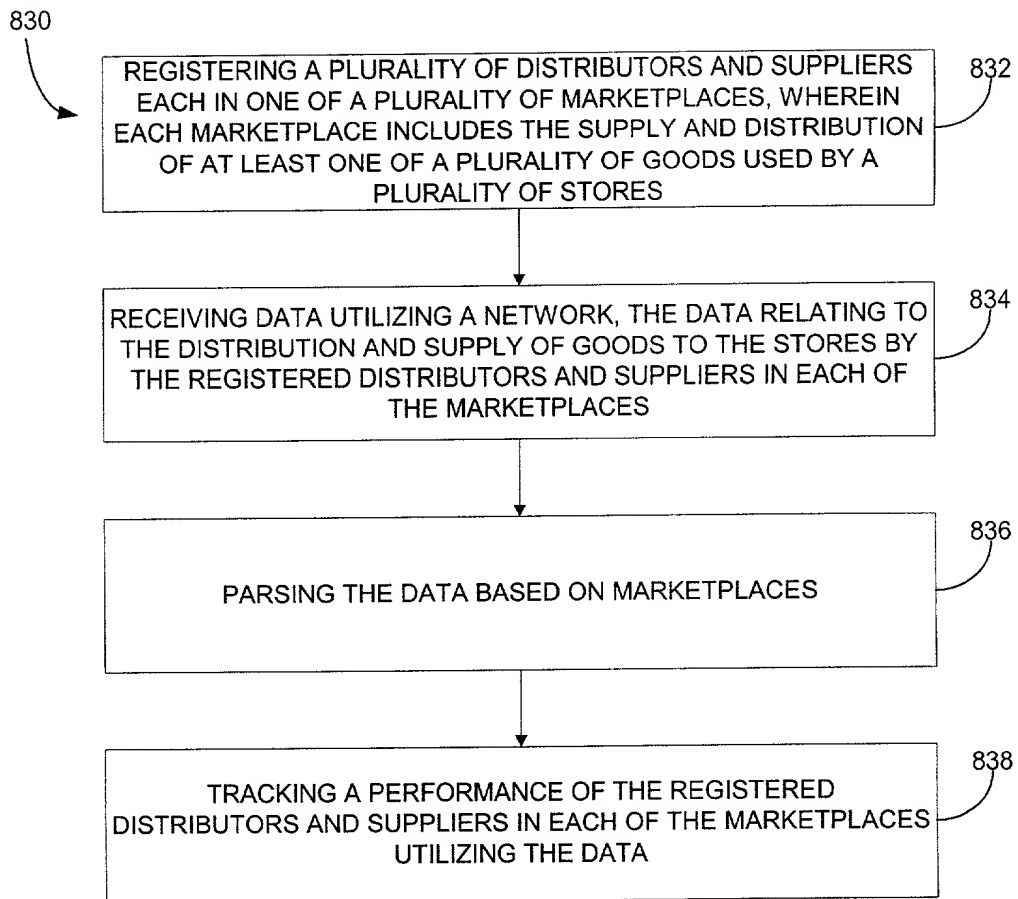 830
REGISTERING A PLURALITY OF DISTRIBUTORS AND SUPPLIERS
EACH IN ONE OF A PLURALITY OF MARKETPLACES, WHEREIN
EACH MARKETPLACE INCLUDES THE SUPPLY AND DISTRIBUTION
OF AT LEAST ONE OF A PLURALITY OF GOODS USED BY A
PLURALITY OF STORES
832
RECEIVING DATA UTILIZING A NETWORK, THE DATA RELATING TO
THE DISTRIBUTION AND SUPPLY OF GOODS TO THE STORES BY
THE REGISTERED DISTRIBUTORS AND SUPPLIERS IN EACH OF
THE MARKETPLACES
834
PARSING THE DATA BASED ON MARKETPLACES
836
TRACKING A PERFORMANCE OF THE REGISTERED
DISTRIBUTORS AND SUPPLIERS IN EACH OF THE MARKETPLACES
UTILIZING THE DATA
838